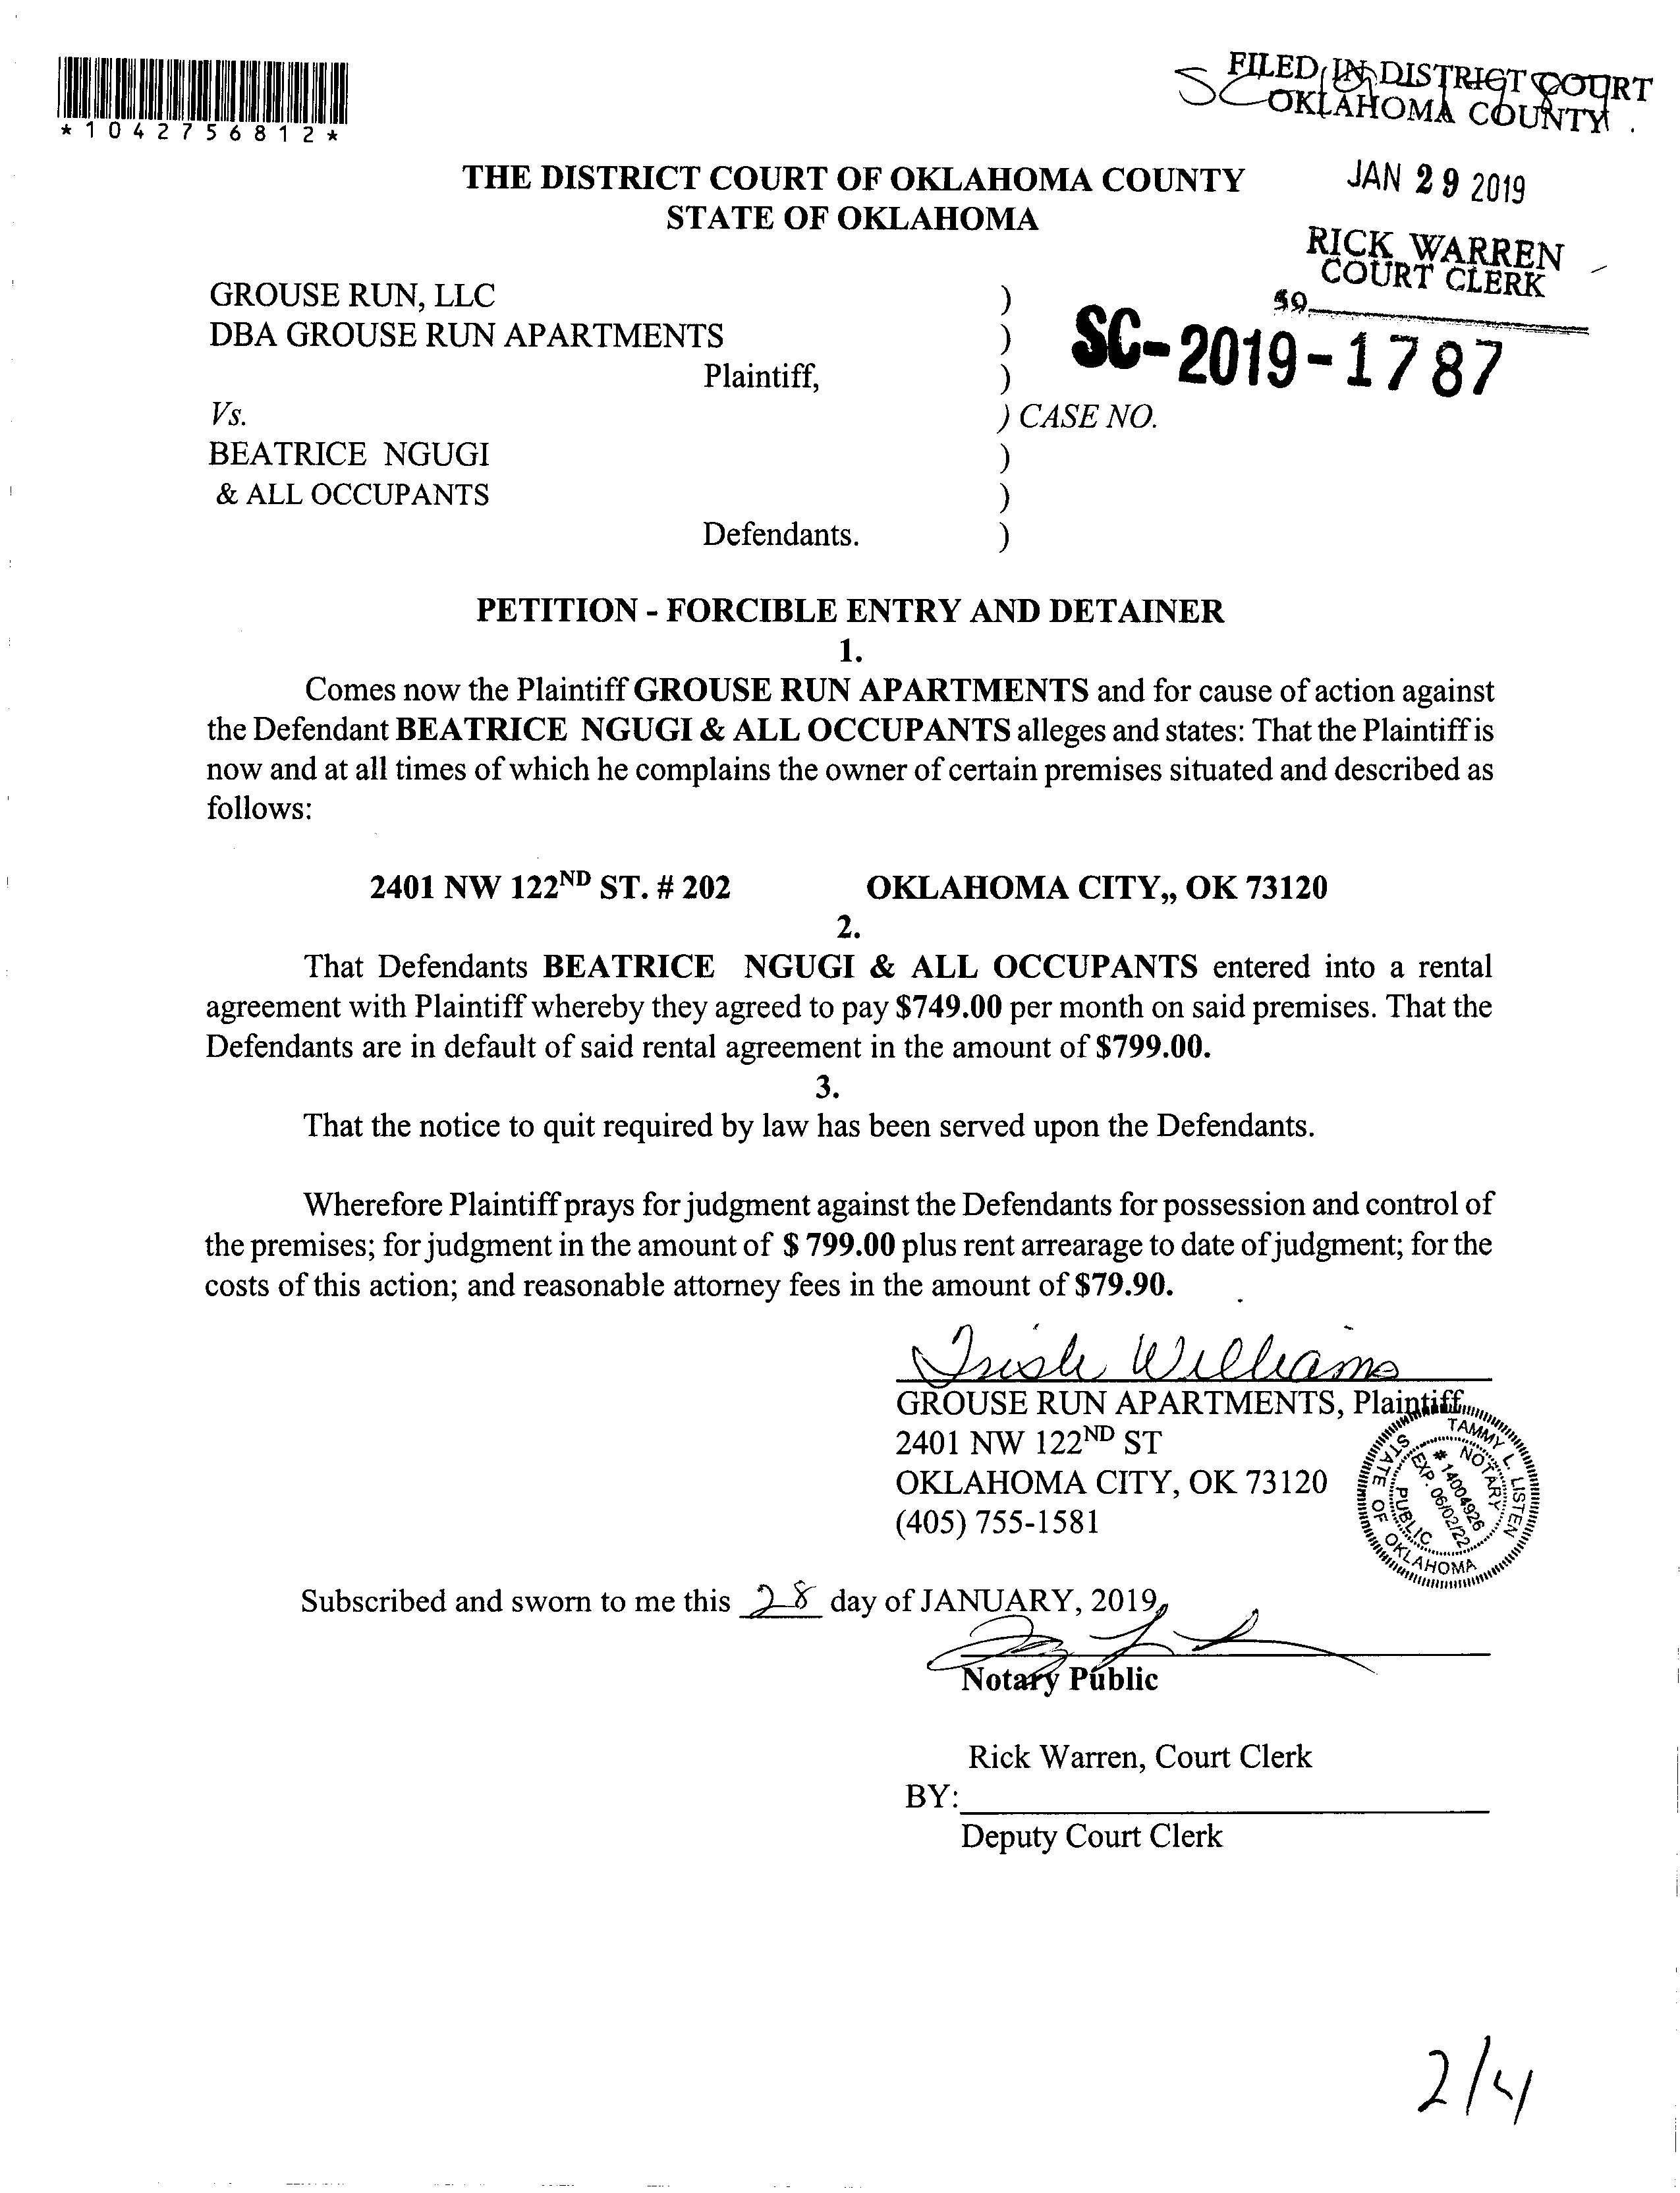 *1042756812*
FILED IN DISTRICT COURT
OKLAHOMA COUNTY
JAN 29 2019
RICK WARREN
COURT CLERK
39
SC-2019-1787
THE DISTRICT COURT OF OKLAHOMA COUNTY
STATE OF OKLAHOMA
GROUSE RUN, LLC )
DBA GROUSE RUN APARTMENTS )
Plaintiff, )
Vs. ) CASE NO.
BEATRICE NGUGI )
& ALL OCCUPANTS )
Defendants. )
PETITION - FORCIBLE ENTRY AND DETAINER
1.
Comes now the Plaintiff GROUSE RUN APARTMENTS and for cause of action against
the Defendant BEATRICE NGUGI & ALL OCCUPANTS alleges and states: That the Plaintiff is
now and at all times of which he complains the owner of certain premises situated and described as
follows:
2401 NW 122ND ST. # 202 OKLAHOMA CITY,, OK 73120
2.
That Defendants BEATRICE NGUGI & ALL OCCUPANTS entered into a rental
agreement with Plaintiff whereby they agreed to pay $749.00 per month on said premises. That the
Defendants are in default of said rental agreement in the amount of $799.00.
3.
That the notice to quit required by law has been served upon the Defendants.
Wherefore Plaintiff prays for judgment against the Defendants for possession and control of
the premises; for judgment in the amount of $ 799.00 plus rent arrearage to date of judgment; for the
costs of this action; and reasonable attorney fees in the amount of $79.90.
Trish Williams
GROUSE RUN APARTMENTS, Plaintiff
2401 NW 122ND ST
OKLAHOMA CITY, OK 73120
(405) 755-1581
TAMMY L. LISTEN
NOTARY
# 14004926
EXP. 06/02/22
PUBLIC
STATE OF OKLAHOMA
Subscribed and sworn to me this 28 day of JANUARY, 2019,
Notary Public
Rick Warren, Court Clerk
BY:
Deputy Court Clerk
2/4